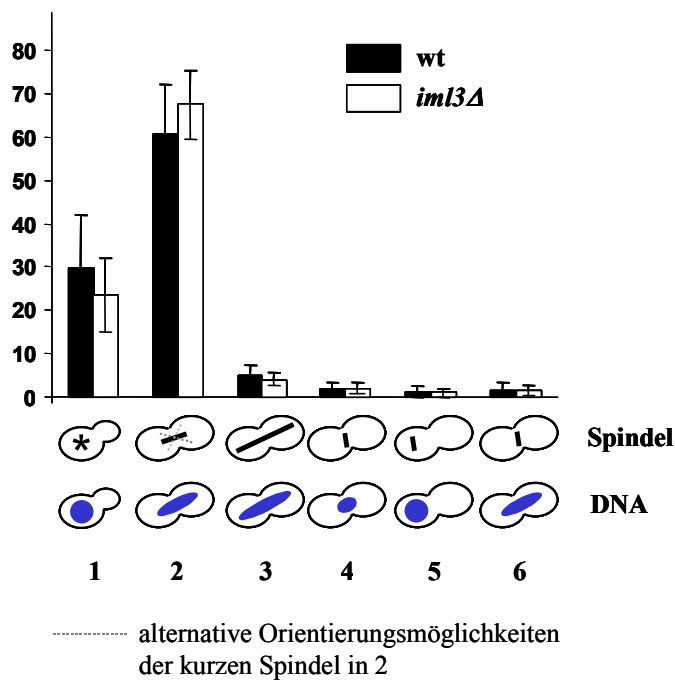 80
70
60
50
40
30
20
10
0
wt
iml3Δ
*
Spindel
DNA
1 2 3 4 5 6
alternative Orientierungsmöglichkeiten
der kurzen Spindel in 2